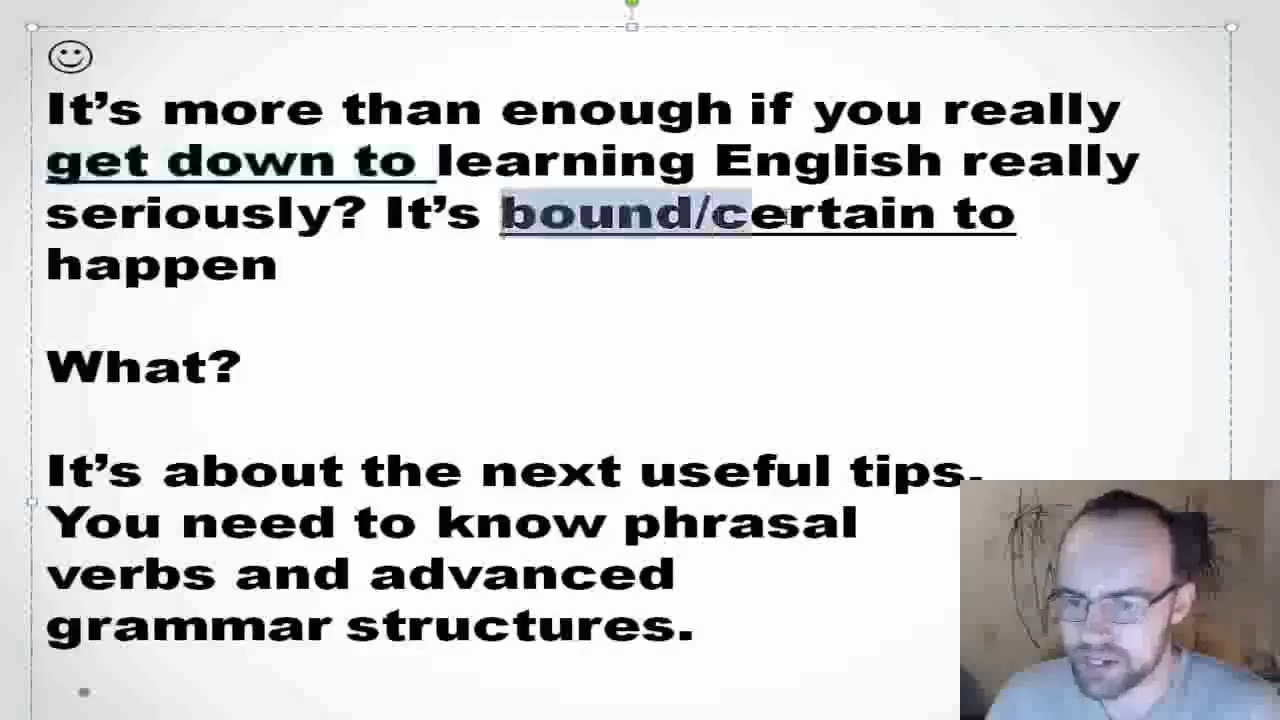 It’s more than enough if you really
get down to learning English really
seriously? It’s bound/certain to
happen
What?
It’s about the next useful tips.
You need to know phrasal
verbs and advanced
grammar structures.